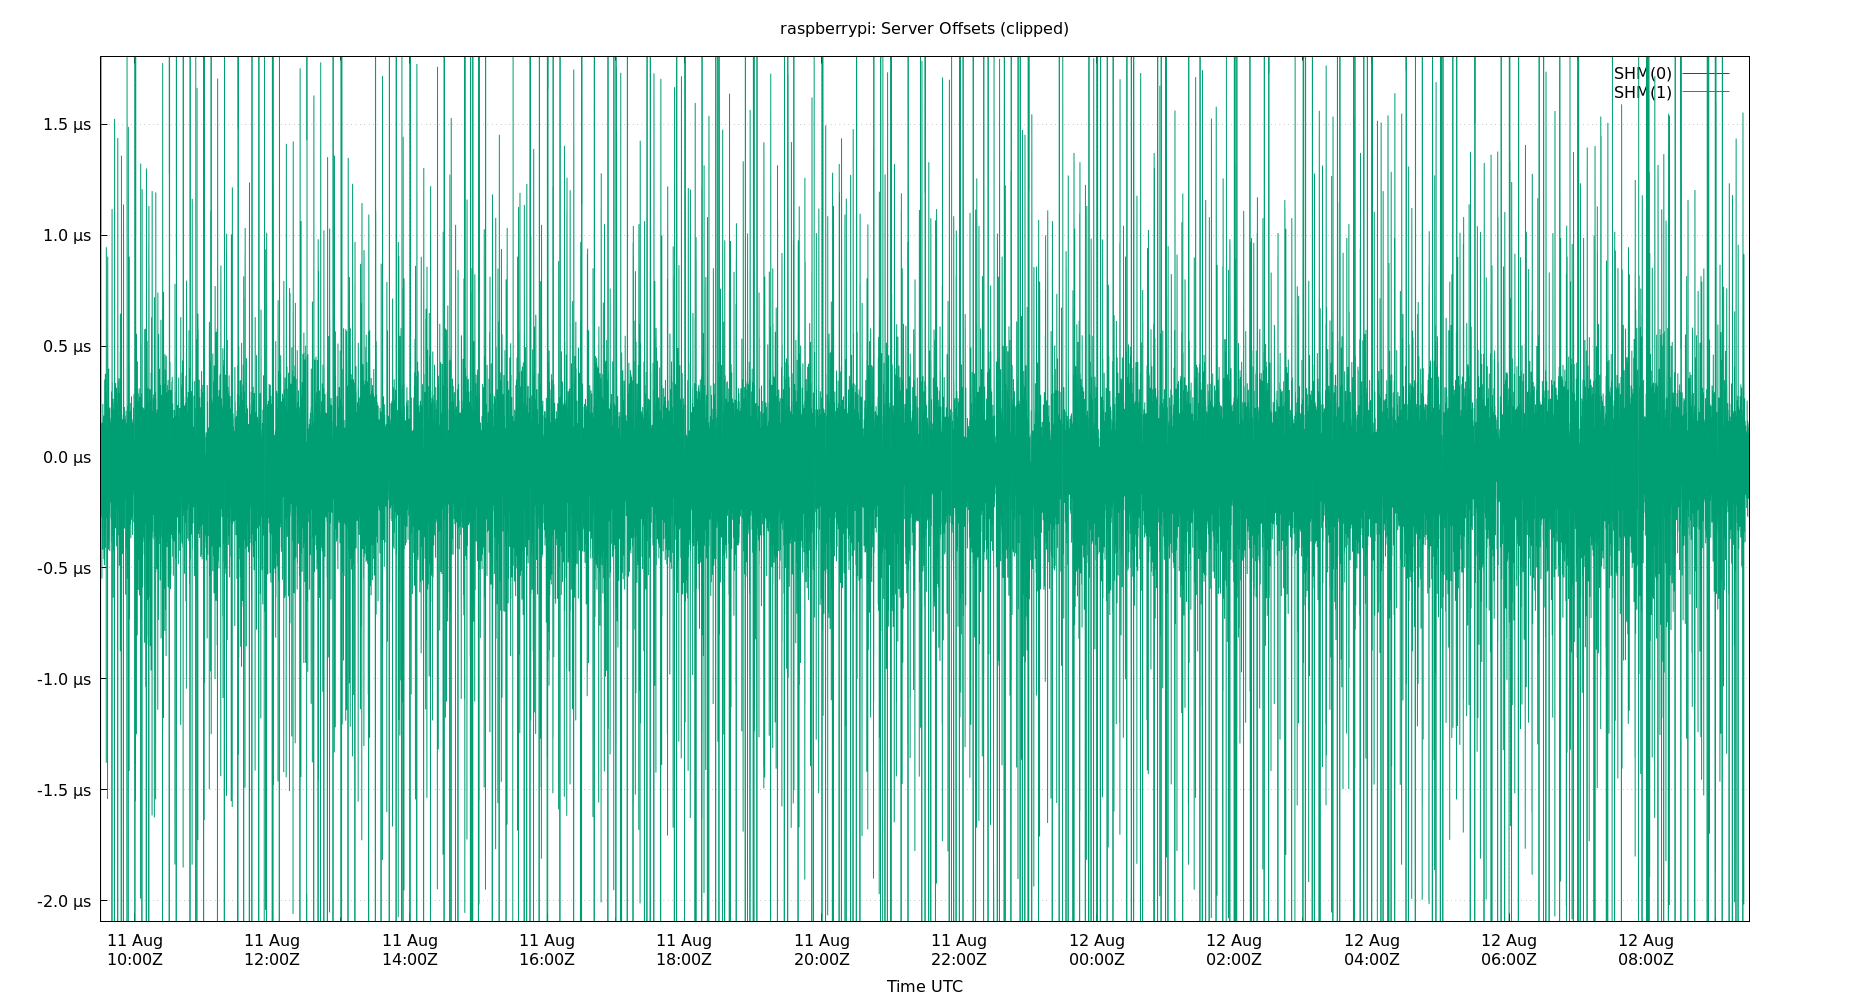 raspberrypi: Server Offsets (clipped)
SHM(0)
SHM(1)
1.5 µs
1.0 µs
0.5 µs
0.0 µs
-0.5 µs
-1.0 µs
-1.5 µs
-2.0 µs
11 Aug 11 Aug 11 Aug 11 Aug 11 Aug 11 Aug 11 Aug 12 Aug 12 Aug 12 Aug 12 Aug 12 Aug
10:00Z 12:00Z 14:00Z 16:00Z 18:00Z 20:00Z 22:00Z 00:00Z 02:00Z 04:00Z 06:00Z 08:00Z
Time UTC